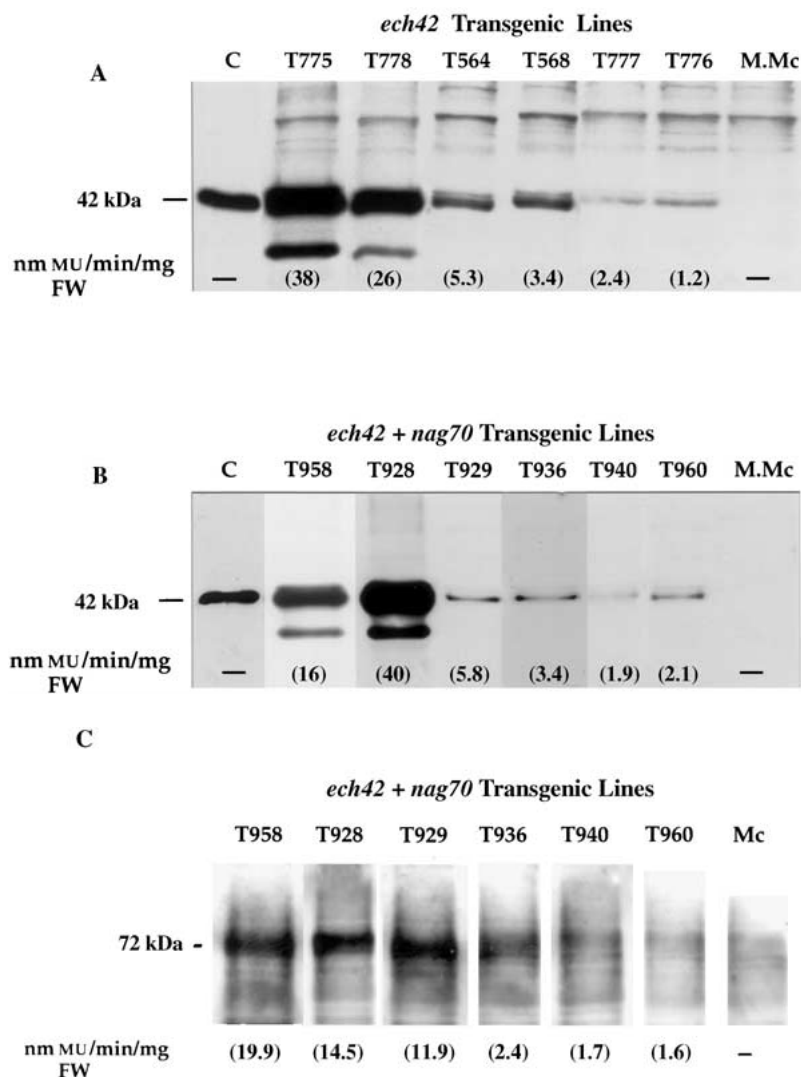 ech42 Transgenic Lines
A
C T775 T778 T564 T568 T777 T776 M.Mc
42 kDa —
nm MU/min/mg
FW
— (38) (26) (5.3) (3.4) (2.4) (1.2) —
ech42 + nag70 Transgenic Lines
B
C T958 T928 T929 T936 T940 T960 M.Mc
42 kDa —
nm MU/min/mg
FW
— (16) (40) (5.8) (3.4) (1.9) (2.1) —
C
ech42 + nag70 Transgenic Lines
T958 T928 T929 T936 T940 T960 Mc
72 kDa -
nm MU/min/mg
FW
(19.9) (14.5) (11.9) (2.4) (1.7) (1.6) –